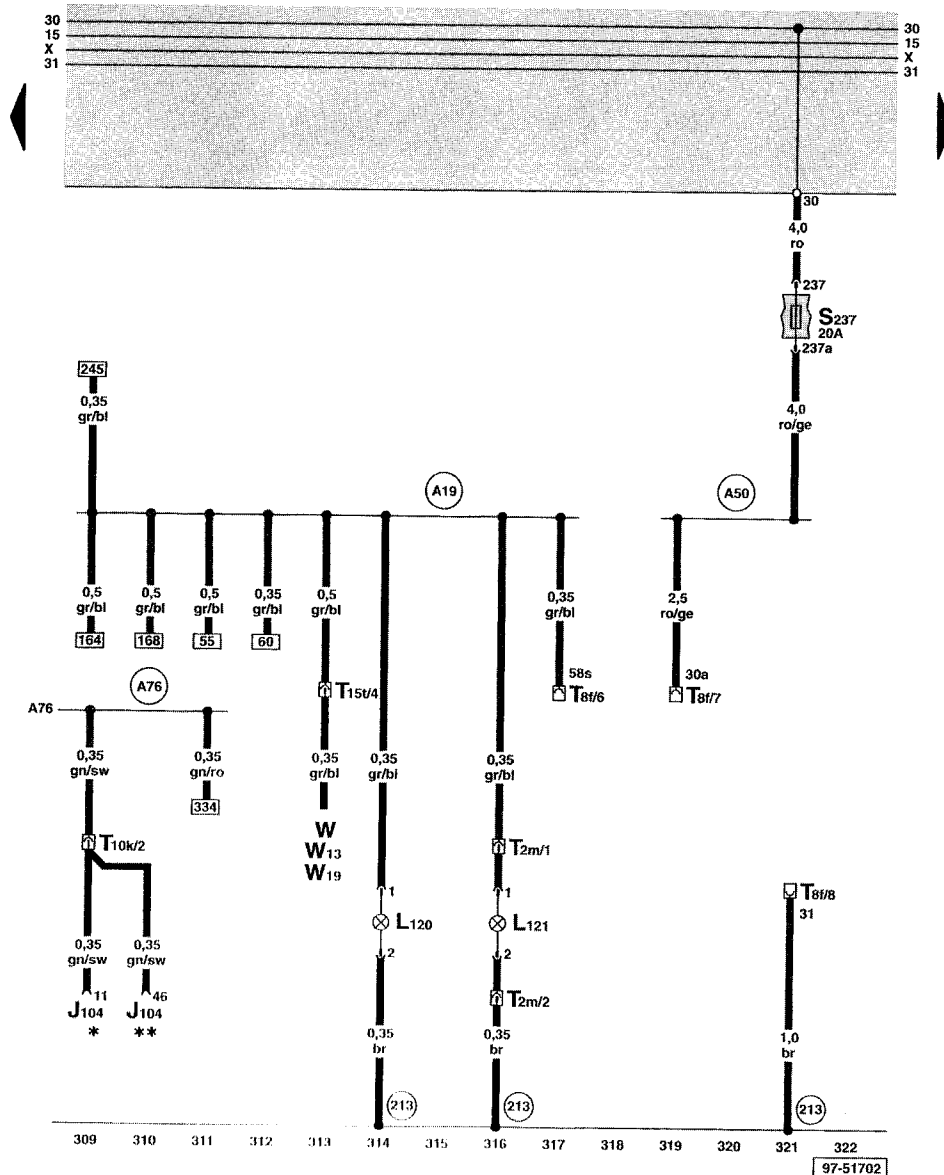 30 30
15 15
X X
31 31
30
4,0
ro
237
S237
20A
237a
245
0,35
gr/bl
4,0
ro/ge
A19 A50
0,5 0,5 0,5 0,35 0,5 0,35 2,5
gr/bl gr/bl gr/bl gr/bl gr/bl gr/bl ro/ge
164 168 55 60
58s 30a
T15t/4 T8f/6 T8f/7
A76
A76
0,35 0,35 0,35 0,35 0,35
gn/sw gn/ro gr/bl gr/bl gr/bl
334
W
W13
W19
T10k/2 T2m/1
1 1
T8f/8
31
L120 L121
2 2
0,35 0,35
gn/sw gn/sw
11 46
J104 J104
* **
T2m/2
0,35 0,35 1,0
br br br
213 213 213
309 310 311 312 313 314 315 316 317 318 319 320 321 322
97-51702